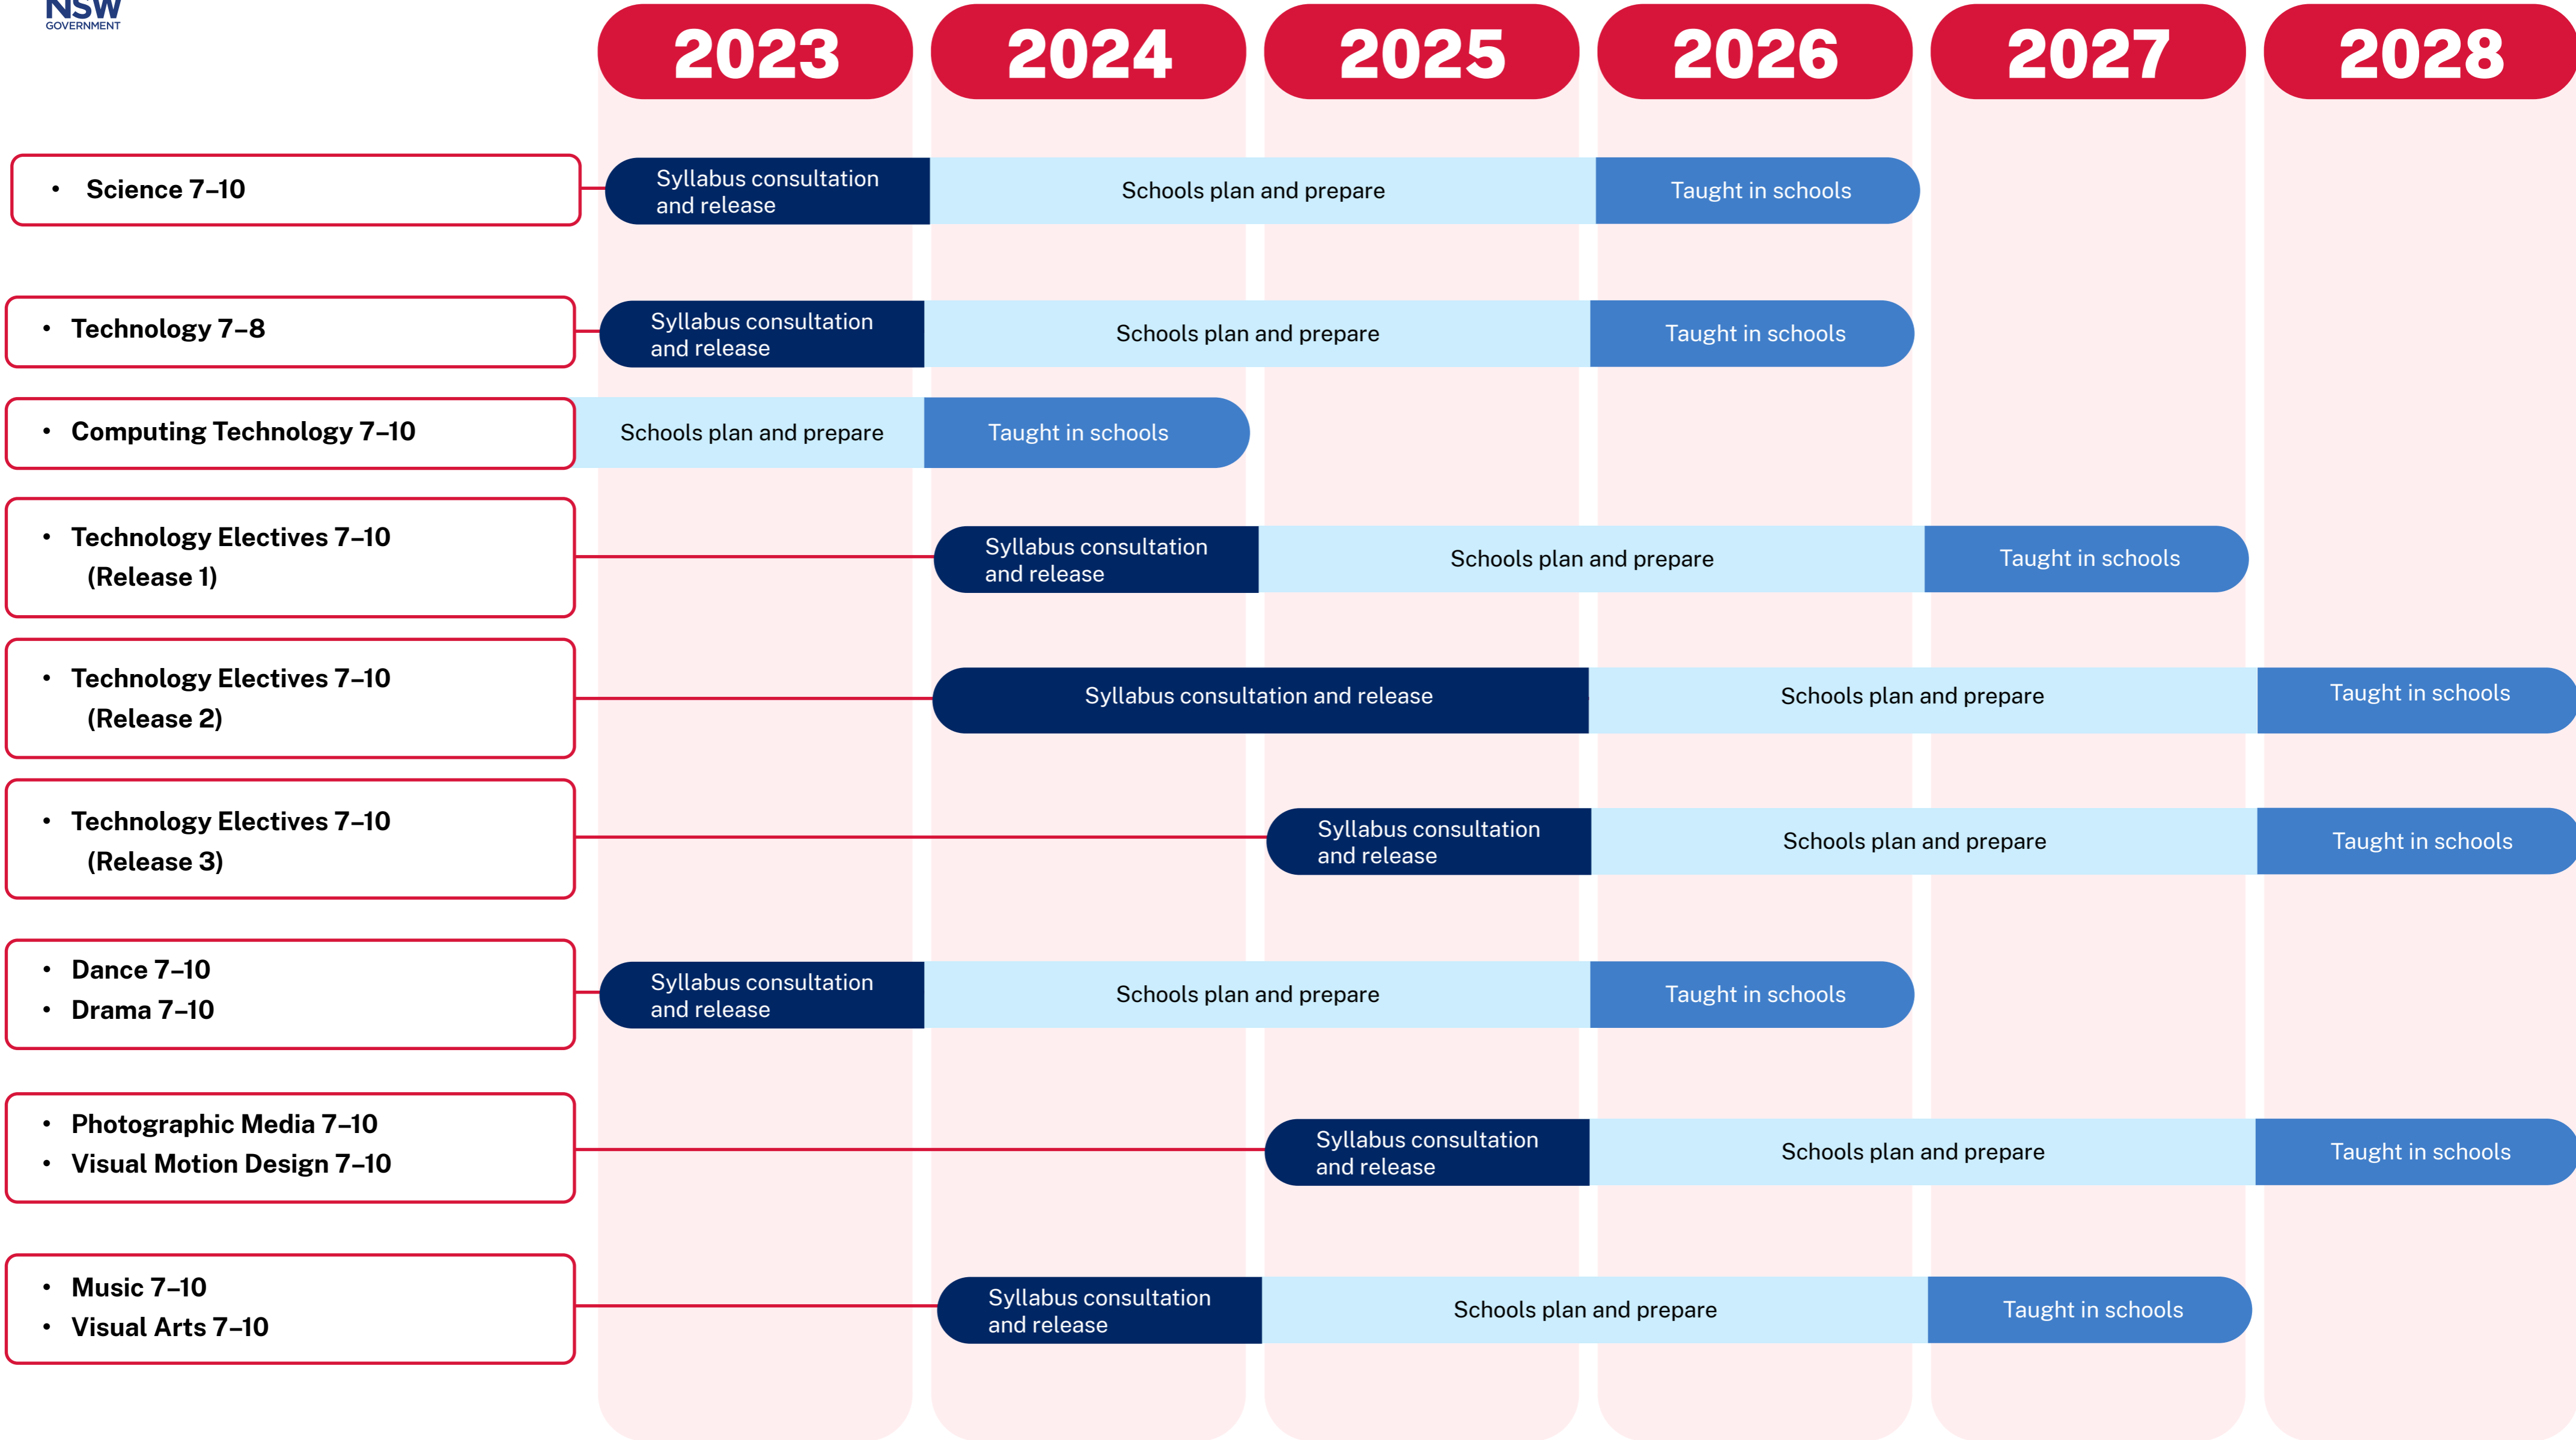 NSW
GOVERNMENT
2023
2024
2025
2026
2027
2028
• Science 7–10
Syllabus consultation
and release
Schools plan and prepare
Taught in schools
• Technology 7–8
Syllabus consultation
and release
Schools plan and prepare
Taught in schools
• Computing Technology 7–10
Schools plan and prepare
Taught in schools
• Technology Electives 7–10
(Release 1)
Syllabus consultation
and release
Schools plan and prepare
Taught in schools
• Technology Electives 7–10
(Release 2)
Syllabus consultation and release
Schools plan and prepare
Taught in schools
• Technology Electives 7–10
(Release 3)
Syllabus consultation
and release
Schools plan and prepare
Taught in schools
• Dance 7–10
• Drama 7–10
Syllabus consultation
and release
Schools plan and prepare
Taught in schools
• Photographic Media 7–10
• Visual Motion Design 7–10
Syllabus consultation
and release
Schools plan and prepare
Taught in schools
• Music 7–10
• Visual Arts 7–10
Syllabus consultation
and release
Schools plan and prepare
Taught in schools